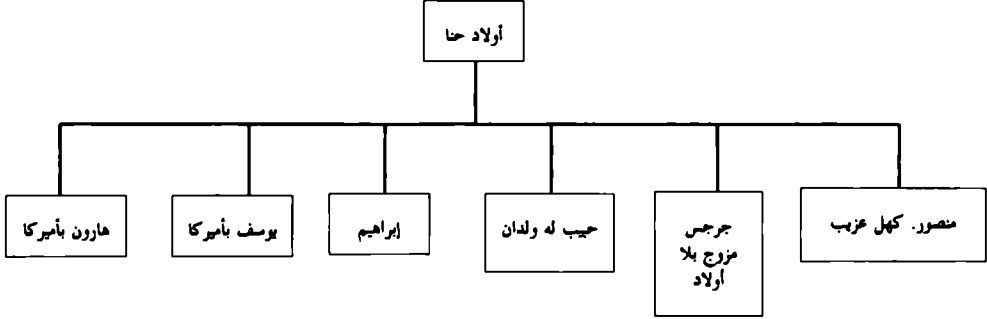 أولاد حنا
منصور. كهل عزيب
جرجس
مزوج بلا
أولاد
حبيب له ولدان
إبراهيم
يوسف بأميركا
هارون بأميركا